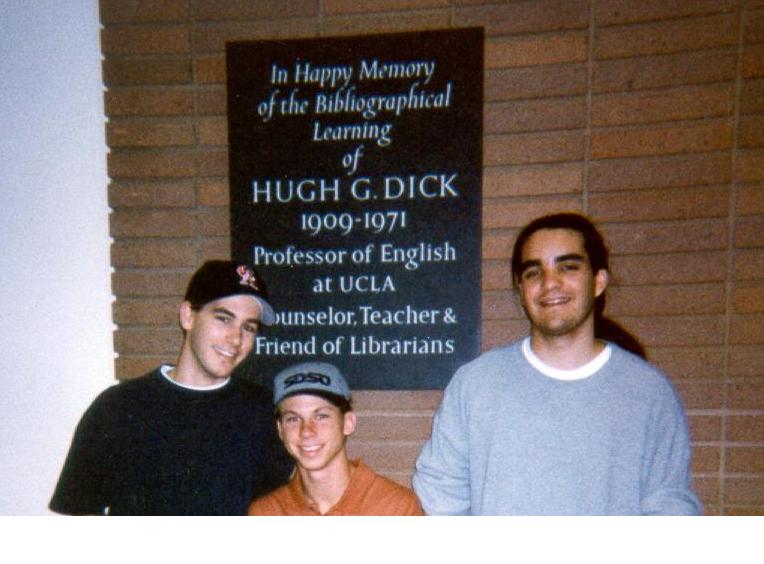 In Happy Memory
of the Bibliographical
Learning
of
HUGH G. DICK
1909-1971
Professor of English
at UCLA
ounselor, Teacher &
Friend of Librarians
SDSU